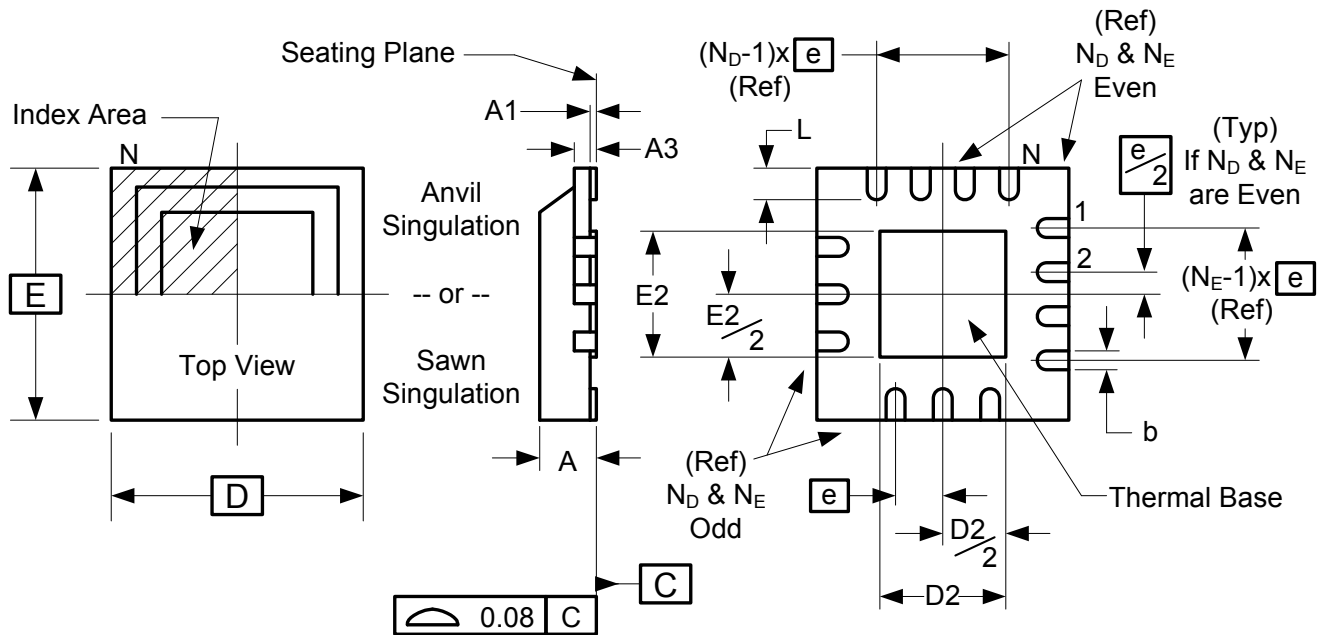 Seating Plane
Index Area
N
E
Top View
D
A1
A3
Anvil
Singulation
-- or --
Sawn
Singulation
A
C
0.08 C
(N_D-1)x e
(Ref)
(Ref)
N_D & N_E
Even
L
N
e/2
(Typ)
If N_D & N_E
are Even
1
2
(N_E-1)x e
(Ref)
E2
E2/2
b
(Ref)
N_D & N_E
Odd
e
Thermal Base
D2/2
D2